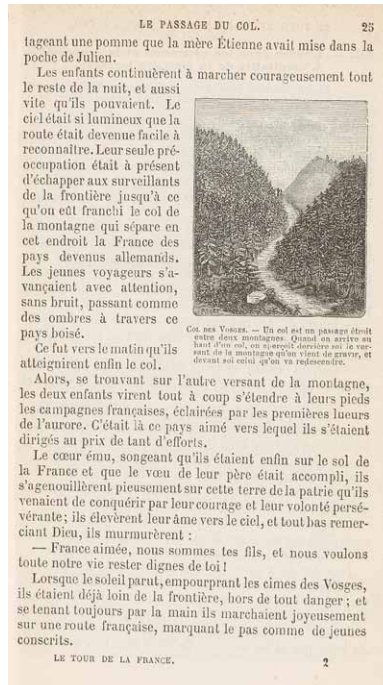 LE PASSAGE DU COL. 25
tageant une pomme que la mère Étienne avait mise dans la
poche de Julien.
Les enfants continuèrent à marcher courageusement tout
le reste de la nuit, et aussi
vite qu'ils pouvaient. Le
ciel était si lumineux que la
route était devenue facile à
reconnaître. Leur seule pré-
occupation était à présent
d'échapper aux surveillants
de la frontière jusqu'à ce
qu'on eût franchi le col de
la montagne qui sépare en
cet endroit la France des
pays devenus allemands.
Les jeunes voyageurs s'a-
vançaient avec attention,
sans bruit, passant comme
des ombres à travers ce
pays boisé.
Ce fut vers le matin qu'ils
atteignirent enfin le col.
COL DES VOSGES. — Un col est un passage étroit
entre deux montagnes. Quand on arrive au
haut d'un col, on aperçoit derrière soi le ver-
sant de la montagne qu'on vient de gravir, et
devant soi celui qu'on va redescendre.
Alors, se trouvant sur l'autre versant de la montagne,
les deux enfants virent tout à coup s'étendre à leurs pieds
les campagnes françaises, éclairées par les premières lueurs
de l'aurore. C'était là ce pays aimé vers lequel ils s'étaient
dirigés au prix de tant d'efforts.
Le cœur ému, songeant qu'ils étaient enfin sur le sol de
la France et que le vœu de leur père était accompli, ils
s'agenouillèrent pieusement sur cette terre de la patrie qu'ils
venaient de conquérir par leur courage et leur volonté persé-
vérante; ils élevèrent leur âme vers le ciel, et tout bas remer-
ciant Dieu, ils murmurèrent :
— France aimée, nous sommes tes fils, et nous voulons
toute notre vie rester dignes de toi !
Lorsque le soleil parut, empourprant les cimes des Vosges,
ils étaient déjà loin de la frontière, hors de tout danger ; et
se tenant toujours par la main ils marchaient joyeusement
sur une route française, marquant le pas comme de jeunes
conscrits.
LE TOUR DE LA FRANCE. 2